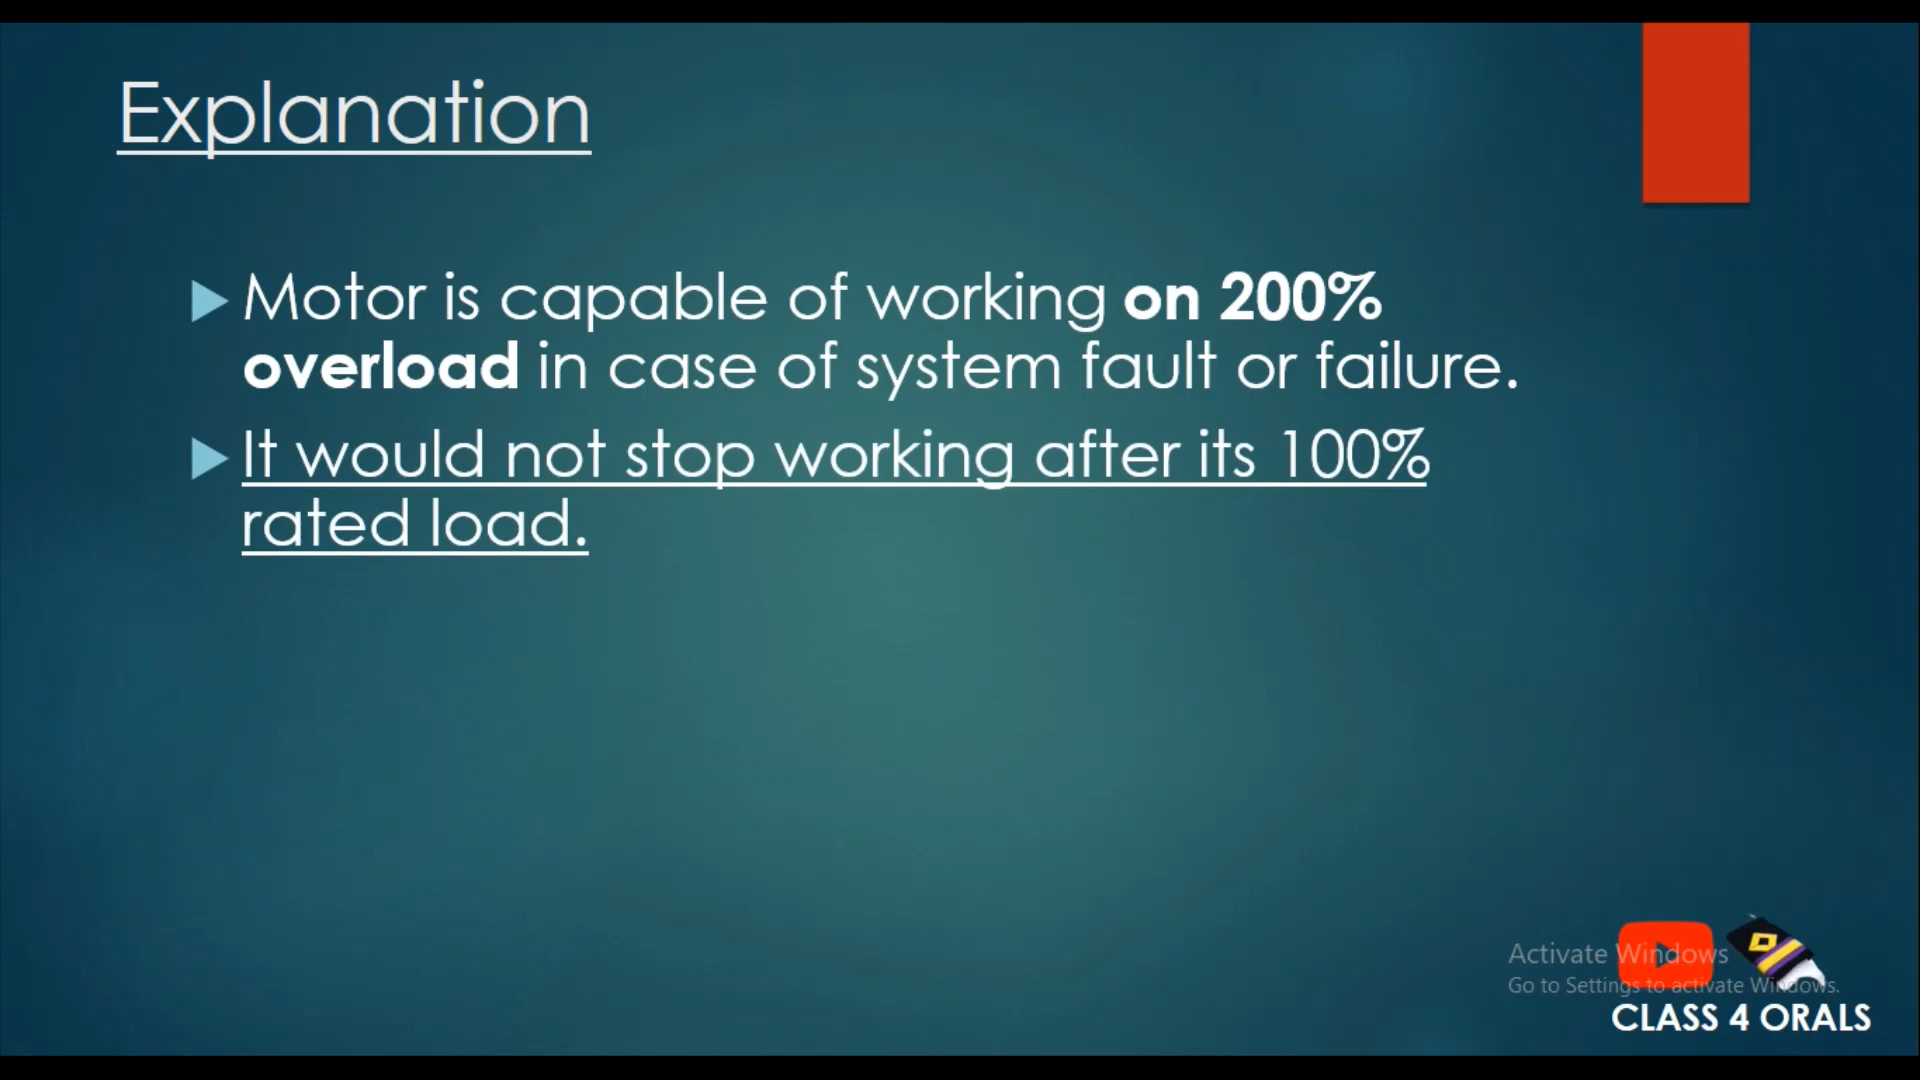 Explanation
Motor is capable of working on 200%
overload in case of system fault or failure.
It would not stop working after its 100%
rated load.
Activate Windows
Go to Settings to activate Windows.
CLASS 4 ORALS